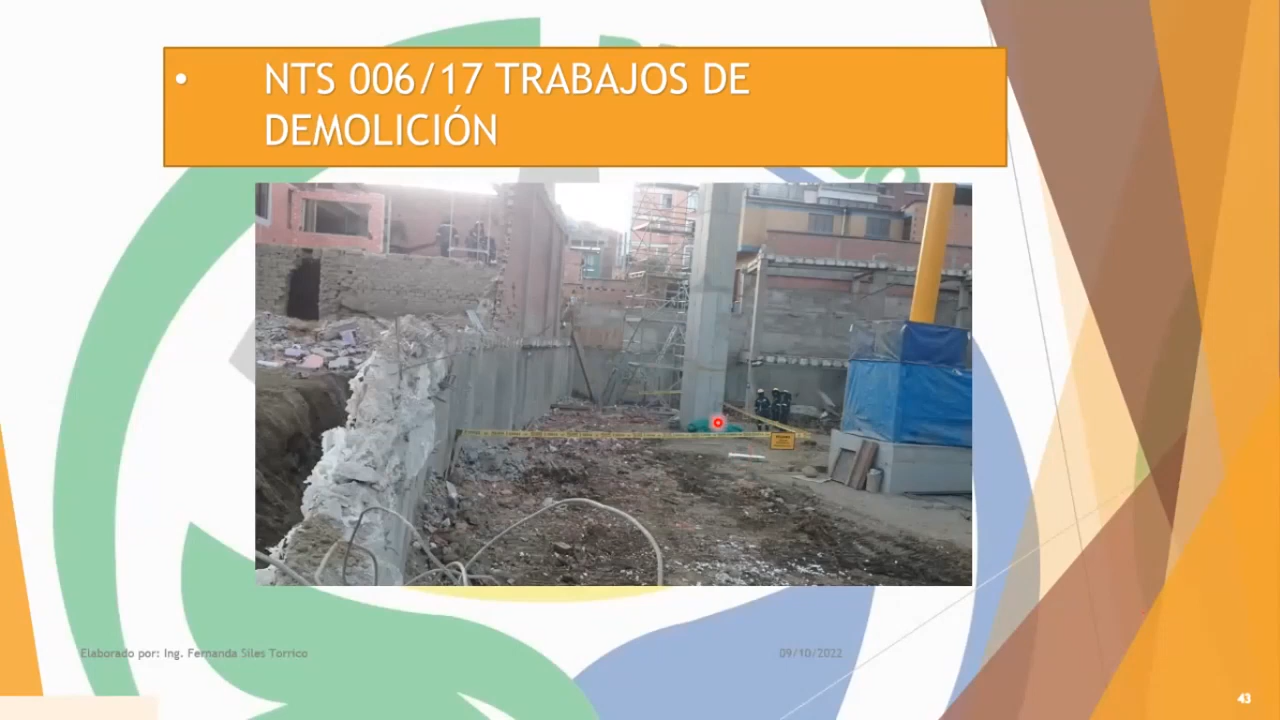 • NTS 006/17 TRABAJOS DE
DEMOLICIÓN
Elaborado por: Ing. Fernanda Siles Torrico
09/10/2022
43